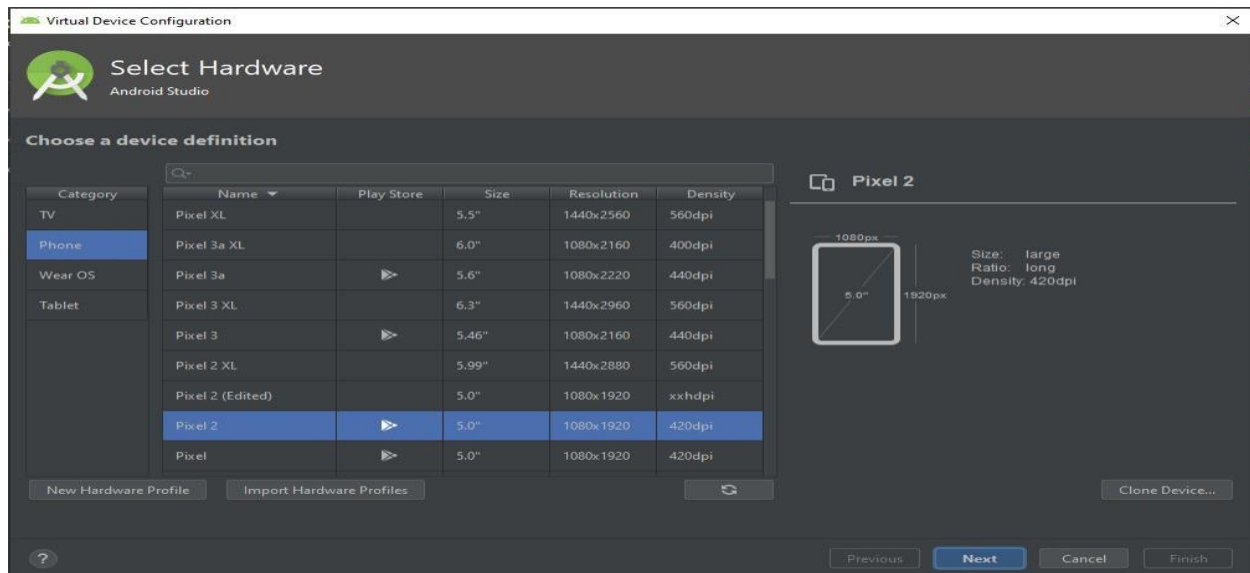 Virtual Device Configuration
Select Hardware
Android Studio
Choose a device definition
Category
TV
Phone
Wear OS
Tablet
Name Play Store Size Resolution Density
Pixel XL 5.5" 1440x2560 560dpi
Pixel 3a XL 6.0" 1080x2160 400dpi
Pixel 3a 5.6" 1080x2220 440dpi
Pixel 3 XL 6.3" 1440x2960 560dpi
Pixel 3 5.46" 1080x2160 440dpi
Pixel 2 XL 5.99" 1440x2880 560dpi
Pixel 2 (Edited) 5.0" 1080x1920 xxhdpi
Pixel 2 5.0" 1080x1920 420dpi
Pixel 5.0" 1080x1920 420dpi
New Hardware Profile Import Hardware Profiles
Pixel 2
1080px
5.0" 1920px
Size: large
Ratio: long
Density: 420dpi
Clone Device...
? Previous Next Cancel Finish